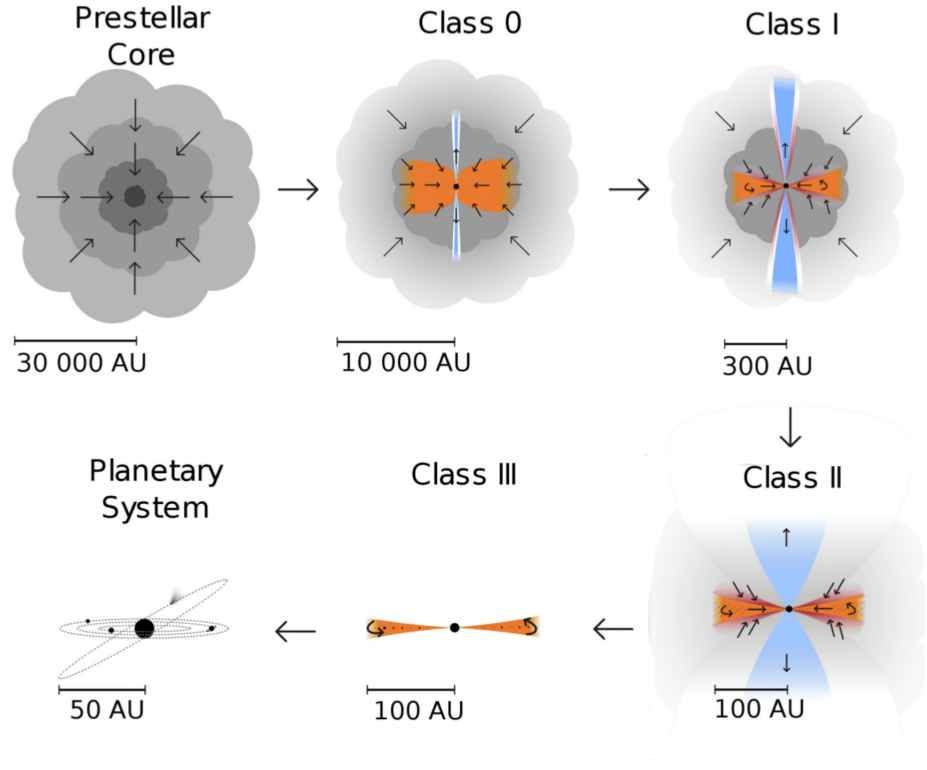 Prestellar
Core
Class 0
Class I
30 000 AU
10 000 AU
300 AU
Planetary
System
Class III
Class II
50 AU
100 AU
100 AU